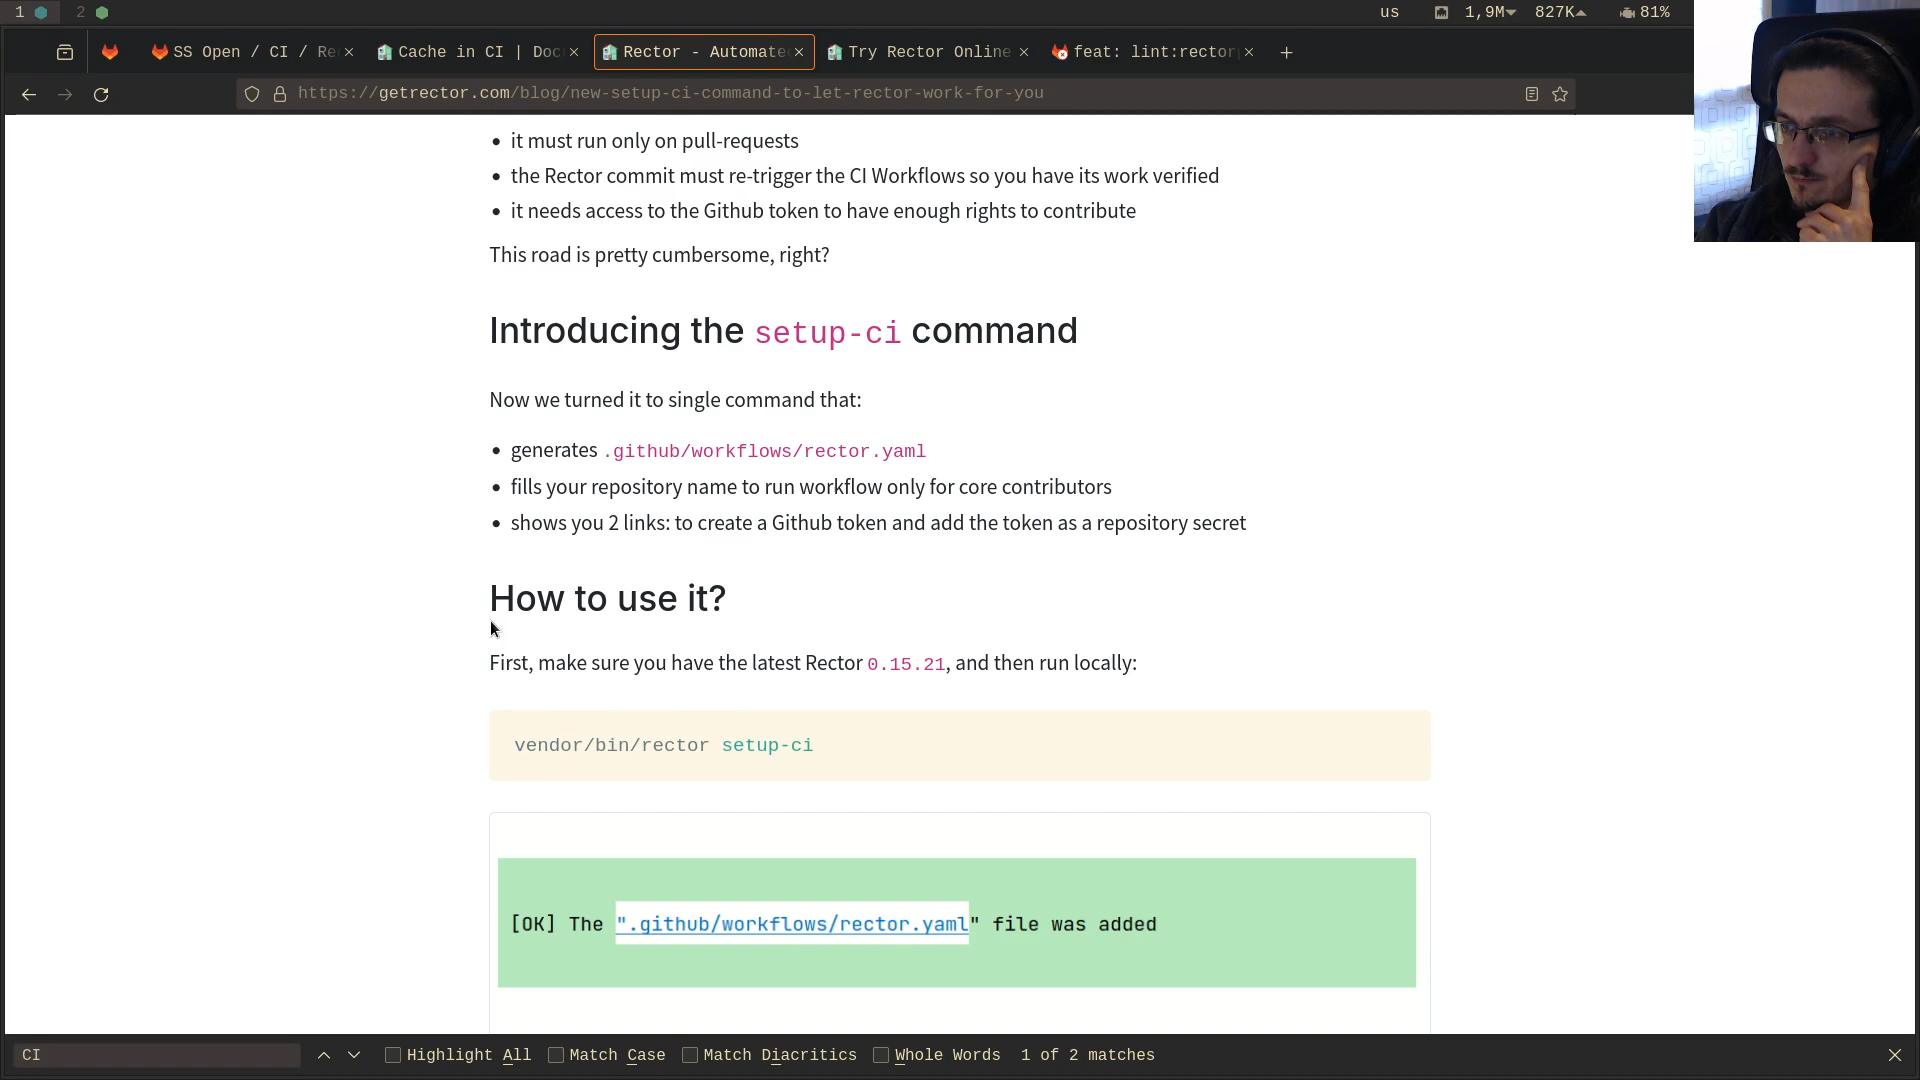 1 2 us 1,9M 827K 81%
SS Open / CI / Re Cache in CI | Doc Rector - Automate Try Rector Online feat: lint:rector
https://getrector.com/blog/new-setup-ci-command-to-let-rector-work-for-you
• it must run only on pull-requests
• the Rector commit must re-trigger the CI Workflows so you have its work verified
• it needs access to the Github token to have enough rights to contribute
This road is pretty cumbersome, right?
Introducing the setup-ci command
Now we turned it to single command that:
• generates .github/workflows/rector.yaml
• fills your repository name to run workflow only for core contributors
• shows you 2 links: to create a Github token and add the token as a repository secret
How to use it?
First, make sure you have the latest Rector 0.15.21, and then run locally:
vendor/bin/rector setup-ci
[OK] The ".github/workflows/rector.yaml" file was added
CI Highlight All Match Case Match Diacritics Whole Words 1 of 2 matches